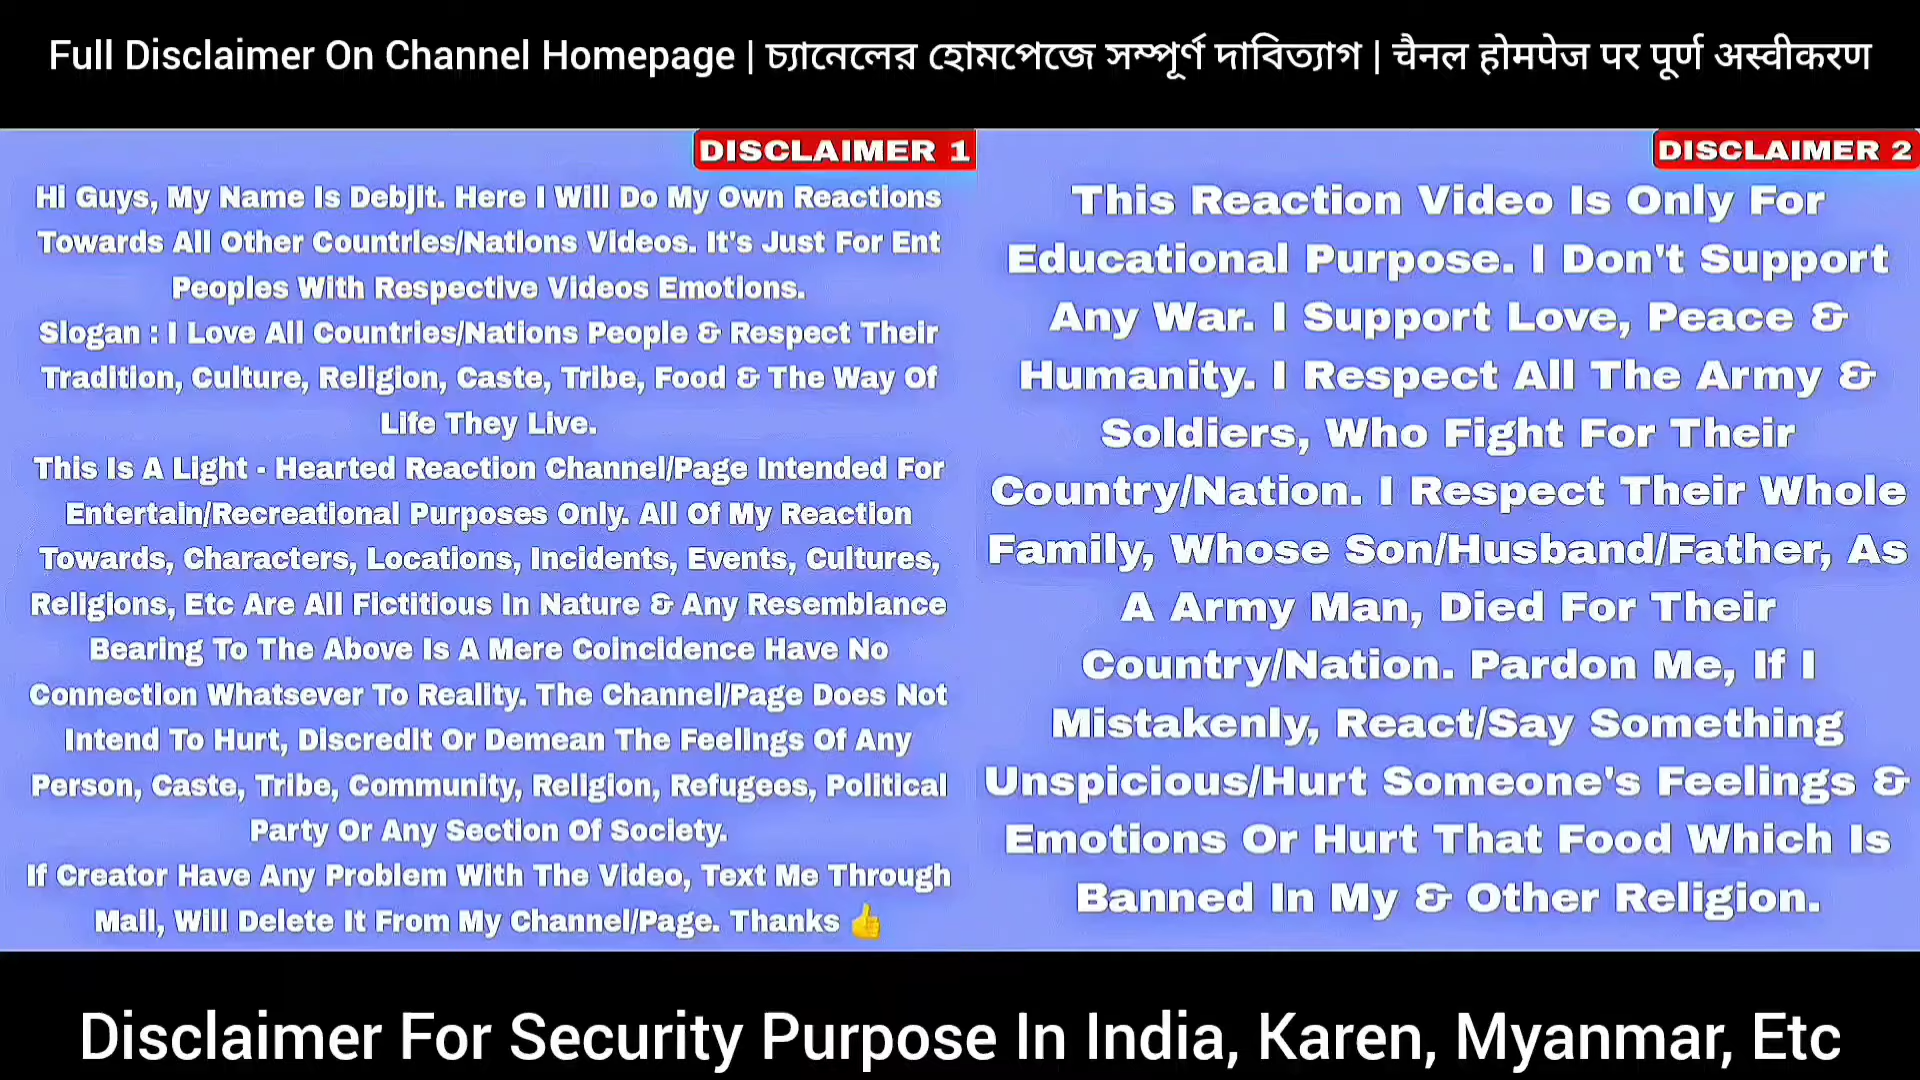 Full Disclaimer On Channel Homepage | চ্যানেলের হোমপেজে সম্পূর্ণ দাবিত্যাগ | चैनल होमपेज पर पूर्ण अस्वीकरण
DISCLAIMER 1
Hi Guys, My Name Is Debjit. Here I Will Do My Own Reactions
Towards All Other Countries/Nations Videos. It's Just For Ent
Peoples With Respective Videos Emotions.
Slogan : I Love All Countries/Nations People & Respect Their
Tradition, Culture, Religion, Caste, Tribe, Food & The Way Of
Life They Live.
This Is A Light - Hearted Reaction Channel/Page Intended For
Entertain/Recreational Purposes Only. All Of My Reaction
Towards, Characters, Locations, Incidents, Events, Cultures,
Religions, Etc Are All Fictitious In Nature & Any Resemblance
Bearing To The Above Is A Mere Coincidence Have No
Connection Whatsever To Reality. The Channel/Page Does Not
Intend To Hurt, Discredit Or Demean The Feelings Of Any
Person, Caste, Tribe, Community, Religion, Refugees, Political
Party Or Any Section Of Society.
If Creator Have Any Problem With The Video, Text Me Through
Mail, Will Delete It From My Channel/Page. Thanks 👍
DISCLAIMER 2
This Reaction Video Is Only For
Educational Purpose. I Don't Support
Any War. I Support Love, Peace &
Humanity. I Respect All The Army &
Soldiers, Who Fight For Their
Country/Nation. I Respect Their Whole
Family, Whose Son/Husband/Father, As
A Army Man, Died For Their
Country/Nation. Pardon Me, If I
Mistakenly, React/Say Something
Unspicious/Hurt Someone's Feelings &
Emotions Or Hurt That Food Which Is
Banned In My & Other Religion.
Disclaimer For Security Purpose In India, Karen, Myanmar, Etc